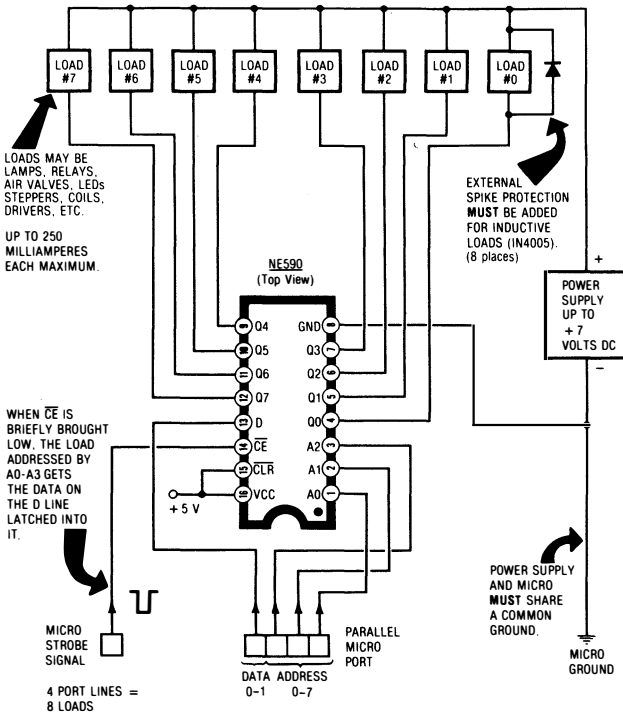 LOAD #7
LOAD #6
LOAD #5
LOAD #4
LOAD #3
LOAD #2
LOAD #1
LOAD #0
LOADS MAY BE
LAMPS, RELAYS,
AIR VALVES, LEDs
STEPPERS, COILS,
DRIVERS, ETC.
UP TO 250
MILLIAMPERES
EACH MAXIMUM.
EXTERNAL
SPIKE PROTECTION
MUST BE ADDED
FOR INDUCTIVE
LOADS (IN4005).
(8 places)
NE590
(Top View)
+
POWER
SUPPLY
UP TO
+ 7
VOLTS DC
−
9 Q4 GND 8
10 Q5 Q3 7
11 Q6 Q2 6
12 Q7 Q1 5
13 D Q0 4
14 CE A2 3
15 CLR A1 2
16 VCC A0 1
+ 5 V
WHEN CE IS
BRIEFLY BROUGHT
LOW, THE LOAD
ADDRESSED BY
A0-A3 GETS
THE DATA ON
THE D LINE
LATCHED INTO
IT.
POWER SUPPLY
AND MICRO
MUST SHARE
A COMMON
GROUND.
MICRO
STROBE
SIGNAL
PARALLEL
MICRO
PORT
MICRO
GROUND
DATA ADDRESS
0-1 0-7
4 PORT LINES =
8 LOADS